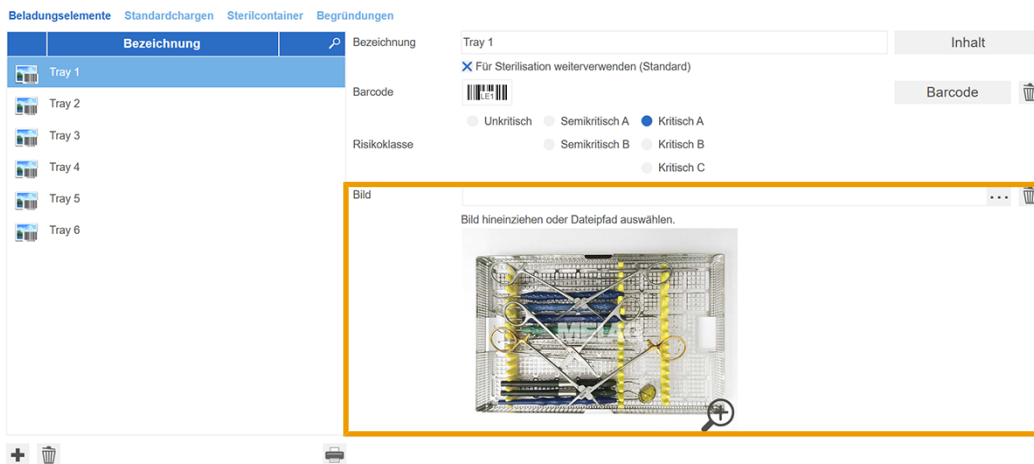 Beladungselemente Standardchargen Sterilcontainer Begründungen
Bezeichnung
Tray 1
Tray 2
Tray 3
Tray 4
Tray 5
Tray 6
Bezeichnung Tray 1 Inhalt
Für Sterilisation weiterverwenden (Standard)
Barcode LE1 Barcode
Risikoklasse
Unkritisch Semikritisch A Kritisch A
Semikritisch B Kritisch B
Kritisch C
Bild ...
Bild hineinziehen oder Dateipfad auswählen.
MELAG